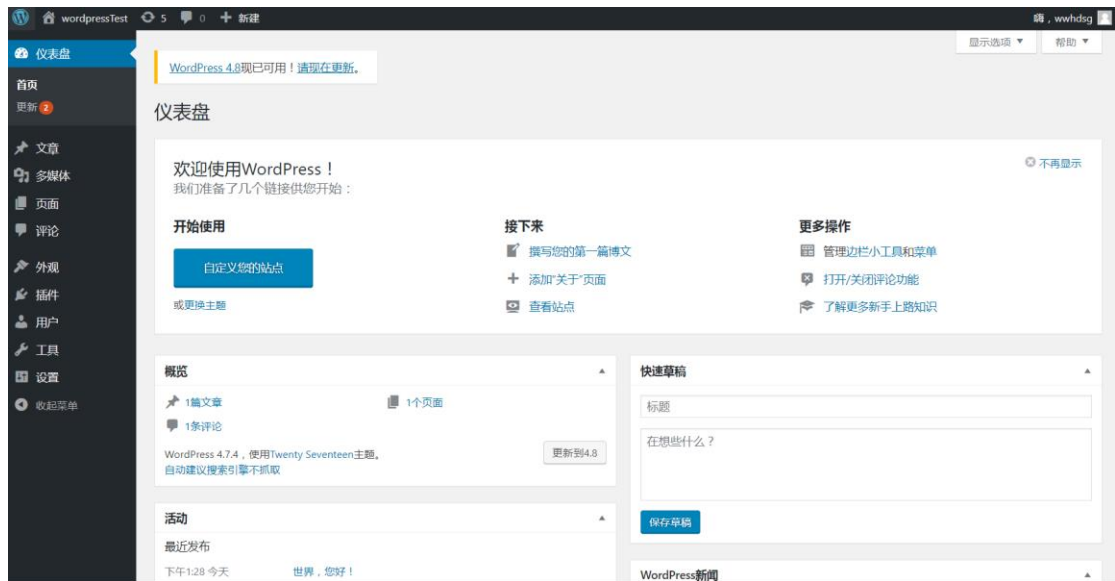 wordpressTest 5 0 新建 嗨，wwhdsg
显示选项 帮助
仪表盘
首页
更新 2
文章
多媒体
页面
评论
外观
插件
用户
工具
设置
收起菜单
WordPress 4.8现已可用！请现在更新。
仪表盘
欢迎使用WordPress！
不再显示
我们准备了几个链接供您开始：
开始使用
自定义您的站点
或更换主题
接下来
撰写您的第一篇博文
添加“关于”页面
查看站点
更多操作
管理边栏小工具和菜单
打开/关闭评论功能
了解更多新手上路知识
概览
1篇文章
1个页面
1条评论
WordPress 4.7.4，使用Twenty Seventeen主题。
更新到4.8
自动建议搜索引擎不抓取
活动
最近发布
下午1:28 今天 世界，您好！
快速草稿
标题
在想些什么？
保存草稿
WordPress新闻